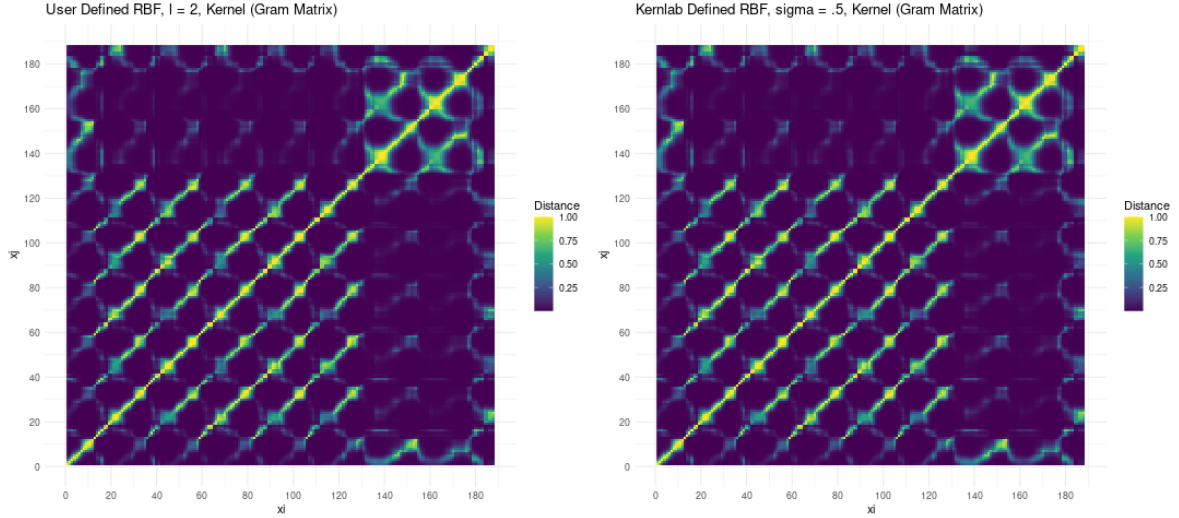 User Defined RBF, l = 2, Kernel (Gram Matrix)
180
160
140
120
100
80
60
40
20
0
xj
0 20 40 60 80 100 120 140 160 180
xi
Distance
1.00
0.75
0.50
0.25
Kernlab Defined RBF, sigma = .5, Kernel (Gram Matrix)
180
160
140
120
100
80
60
40
20
0
xj
0 20 40 60 80 100 120 140 160 180
xi
Distance
1.00
0.75
0.50
0.25